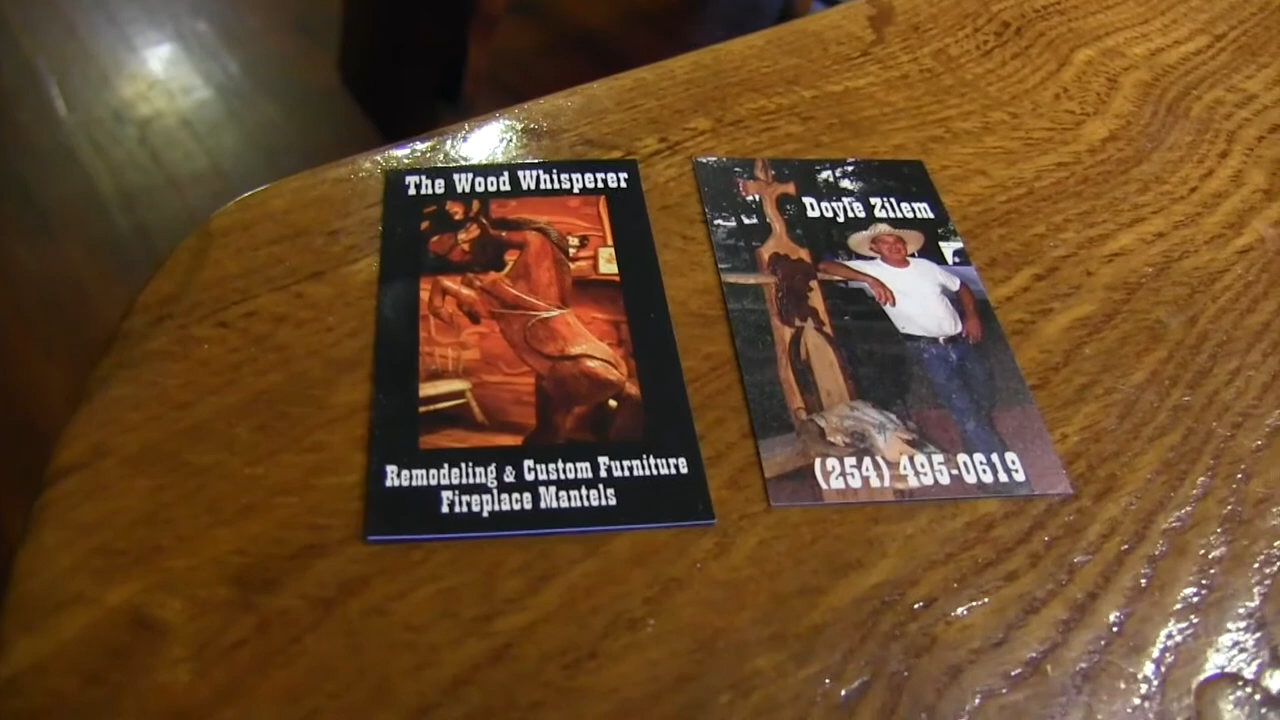 The Wood Whisperer
Remodeling & Custom Furniture
Fireplace Mantels
Doyle Zilem
(254) 495-0619